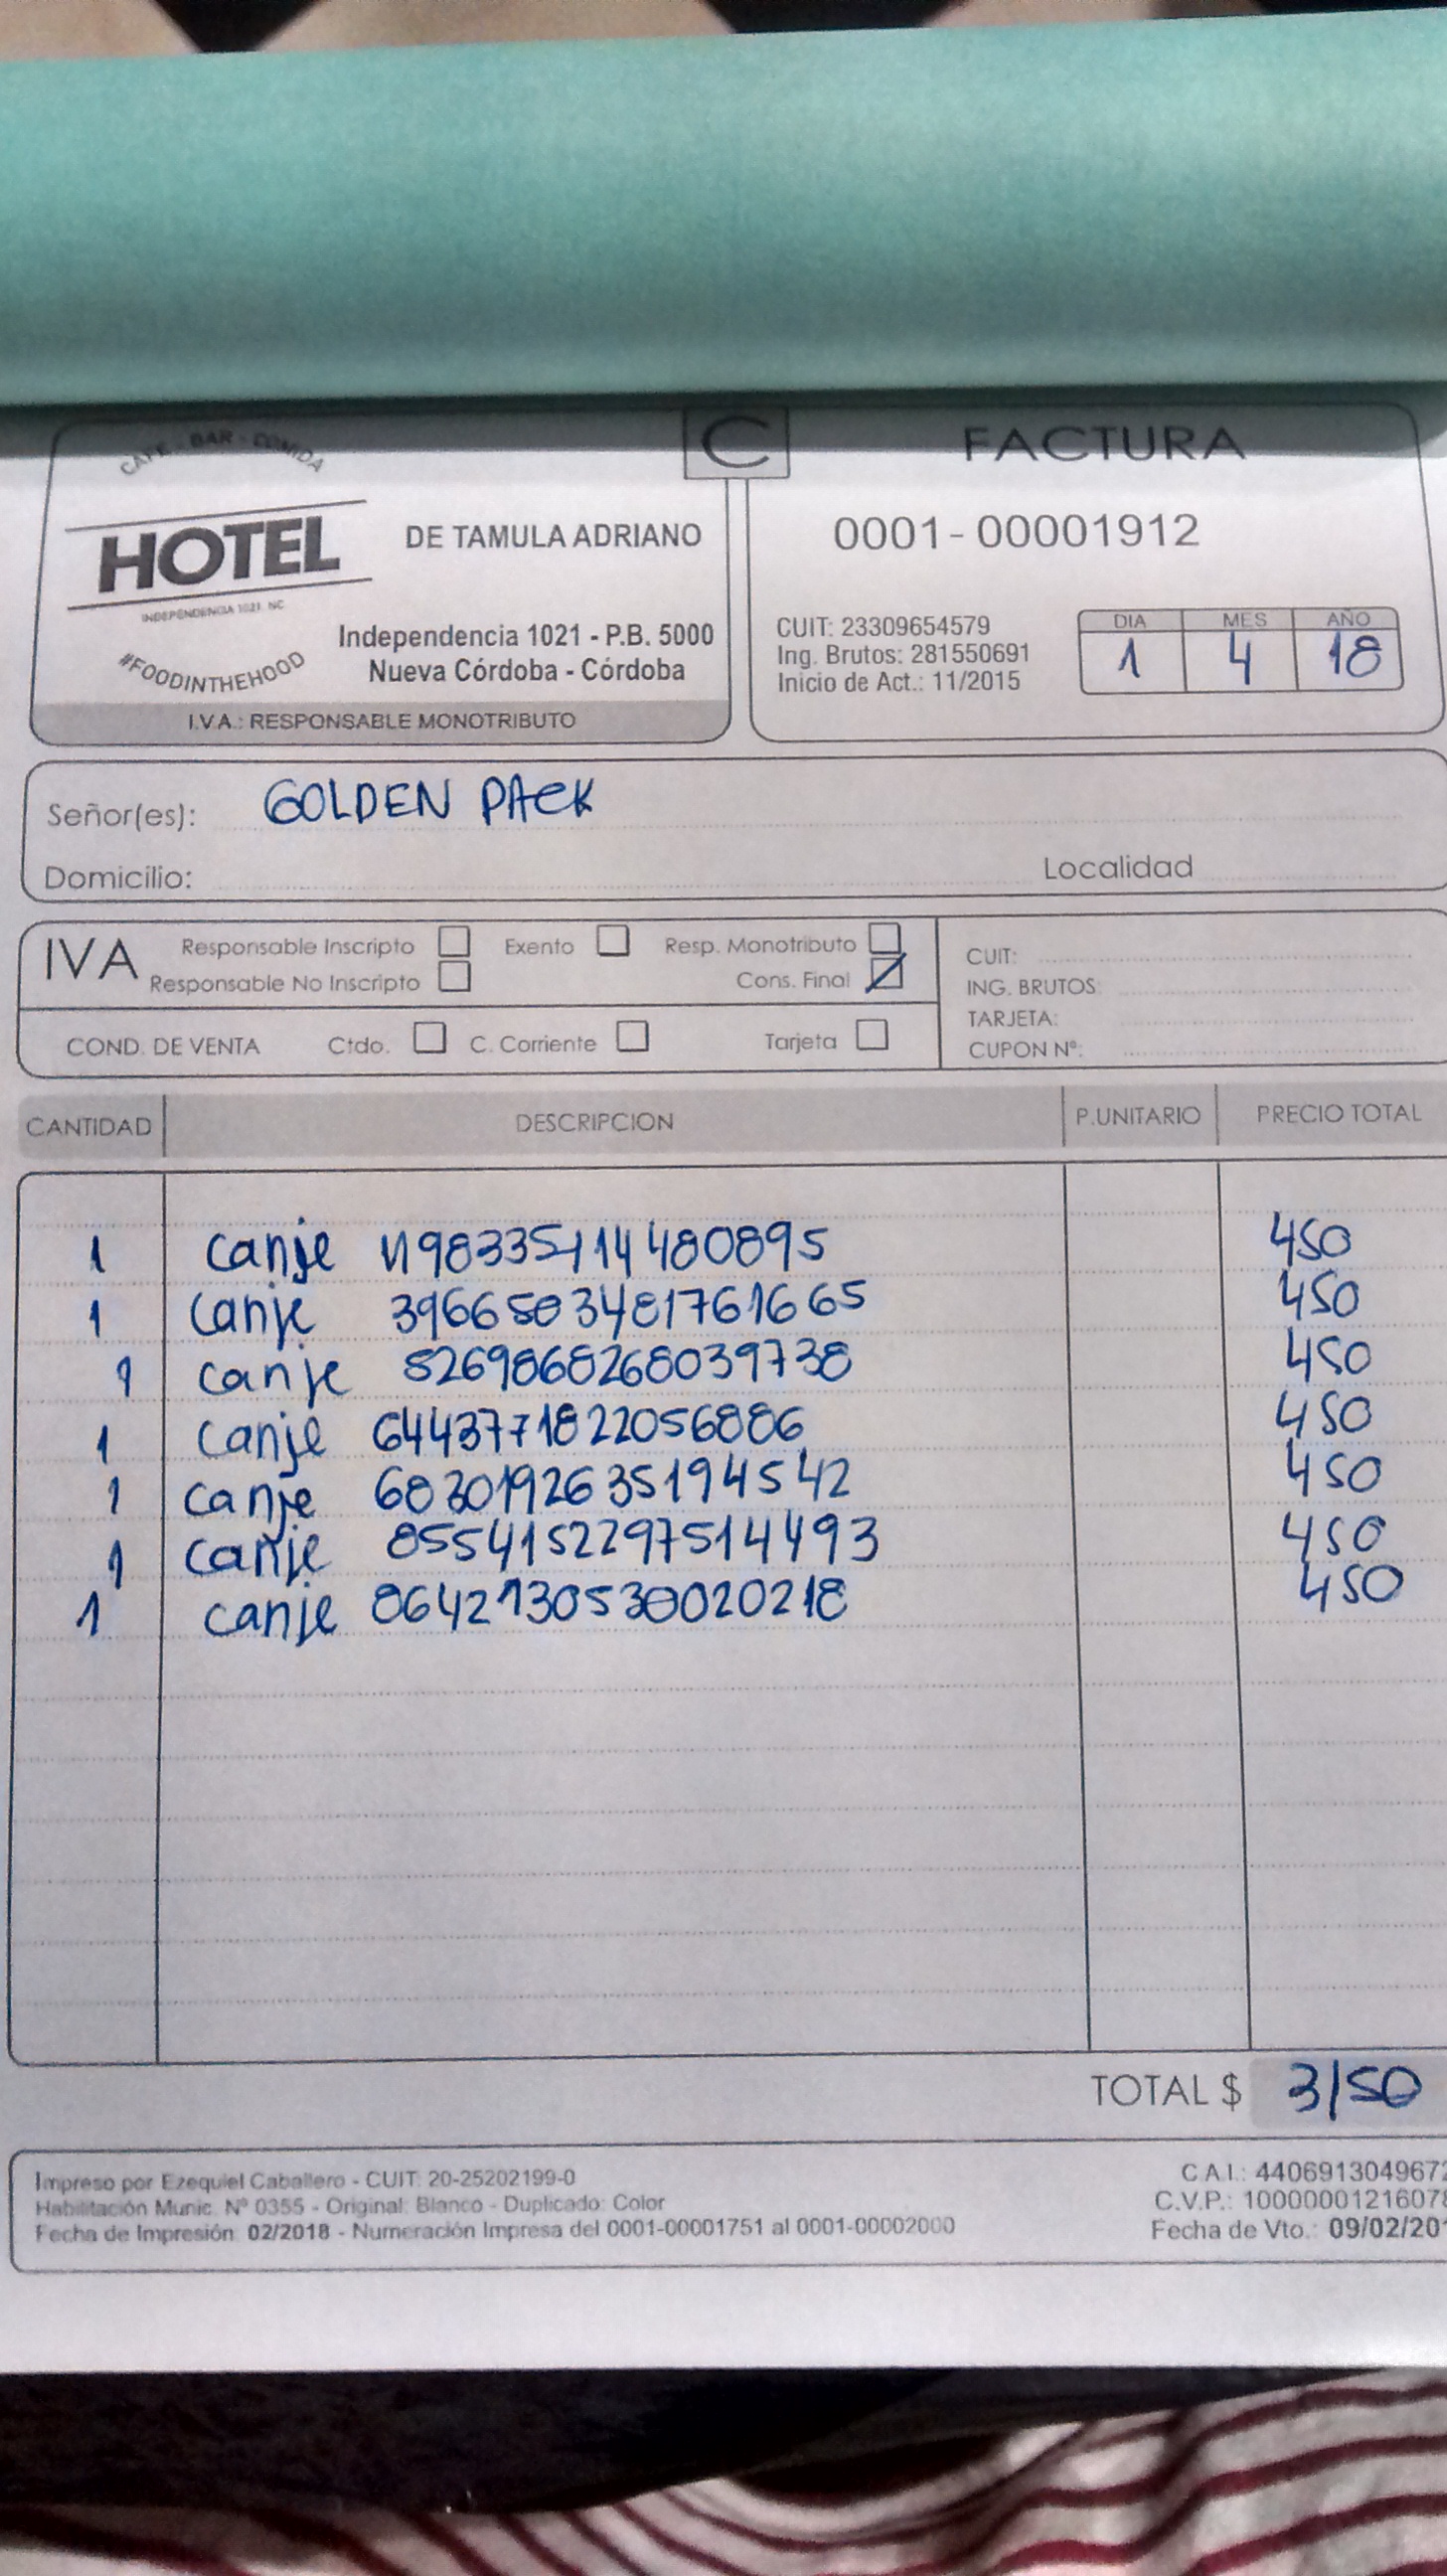 CAFE - BAR - COMIDA
HOTEL
INDEPENDENCIA 1021. NC
#FOODINTHEHOOD
DE TAMULA ADRIANO
Independencia 1021 - P.B. 5000
Nueva Córdoba - Córdoba
I.V.A.: RESPONSABLE MONOTRIBUTO
C
FACTURA
0001-00001912
CUIT: 23309654579
Ing. Brutos: 281550691
Inicio de Act.: 11/2015
DIA MES AÑO
1 4 18
Señor(es): GOLDEN PACK
Domicilio: Localidad
IVA Responsable Inscripto Exento Resp. Monotributo
Responsable No Inscripto Cons. Final
COND. DE VENTA Ctdo. C. Corriente Tarjeta
CUIT:
ING. BRUTOS:
TARJETA:
CUPON Nº:
CANTIDAD DESCRIPCION P.UNITARIO PRECIO TOTAL
1 canje 450
1 canje 3966503481761665 450
1 canje 8269868268039738 450
1 canje 6443771822056886 450
1 canje 6830192635194542 450
1 canje 8554152297514493 450
1 canje 8642130530020218 450
TOTAL $ 3150
Impreso por Ezequiel Caballero - CUIT: 20-25202199-0
Habilitación Munic. Nº 0355 - Original: Blanco - Duplicado: Color
Fecha de Impresión: 02/2018 - Numeración Impresa del 0001-00001751 al 0001-00002000
C.A.I.: 4406913049672
C.V.P.: 10000001216078
Fecha de Vto.: 09/02/201